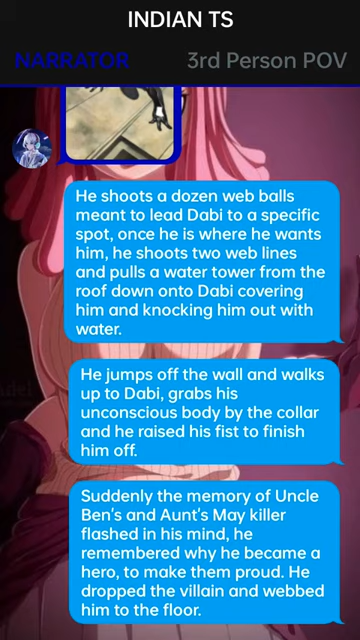 INDIAN TS
NARRATOR
3rd Person POV
He shoots a dozen web balls
meant to lead Dabi to a specific
spot, once he is where he wants
him, he shoots two web lines
and pulls a water tower from the
roof down onto Dabi covering
him and knocking him out with
water.
He jumps off the wall and walks
up to Dabi, grabs his
unconscious body by the collar
and he raised his fist to finish
him off.
Suddenly the memory of Uncle
Ben's and Aunt's May killer
flashed in his mind, he
remembered why he became a
hero, to make them proud. He
dropped the villain and webbed
him to the floor.